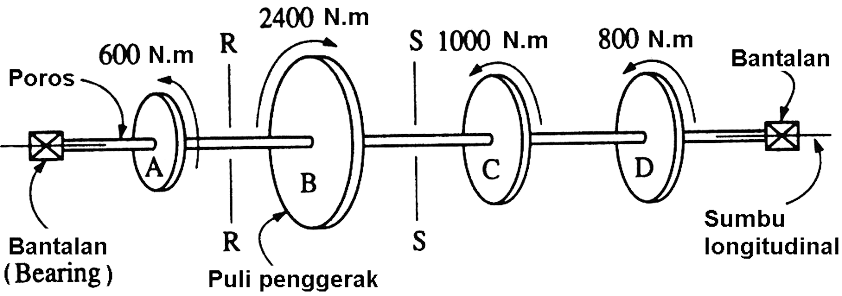 2400 N.m
600 N.m
R
S
1000 N.m
800 N.m
Bantalan
Poros
A
B
C
D
R
S
Bantalan
(Bearing)
Puli penggerak
Sumbu
longitudinal